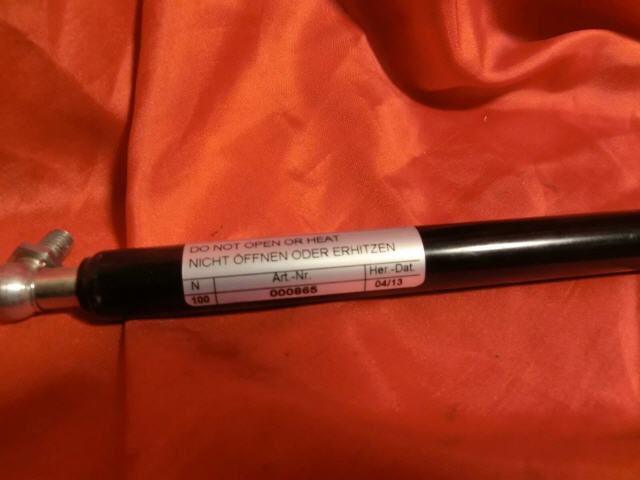 DO NOT OPEN OR HEAT
NICHT ÖFFNEN ODER ERHITZEN
N Art.-Nr. Her.-Dat.
100 000865 04/13